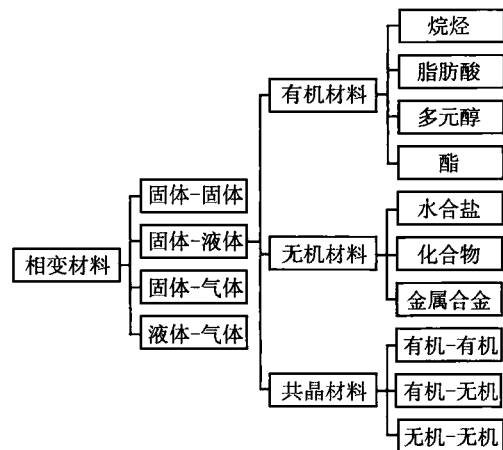 相变材料
固体-固体
固体-液体
固体-气体
液体-气体
有机材料
烷烃
脂肪酸
多元醇
酯
无机材料
水合盐
化合物
金属合金
共晶材料
有机-有机
有机-无机
无机-无机